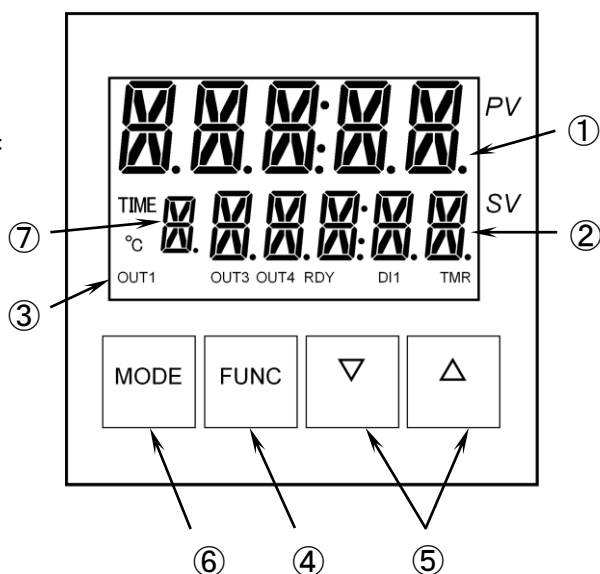 PV
①
TIME
SV
⑦
②
℃
OUT1 OUT3 OUT4 RDY DI1 TMR
③
MODE FUNC ▽ △
⑥ ④ ⑤